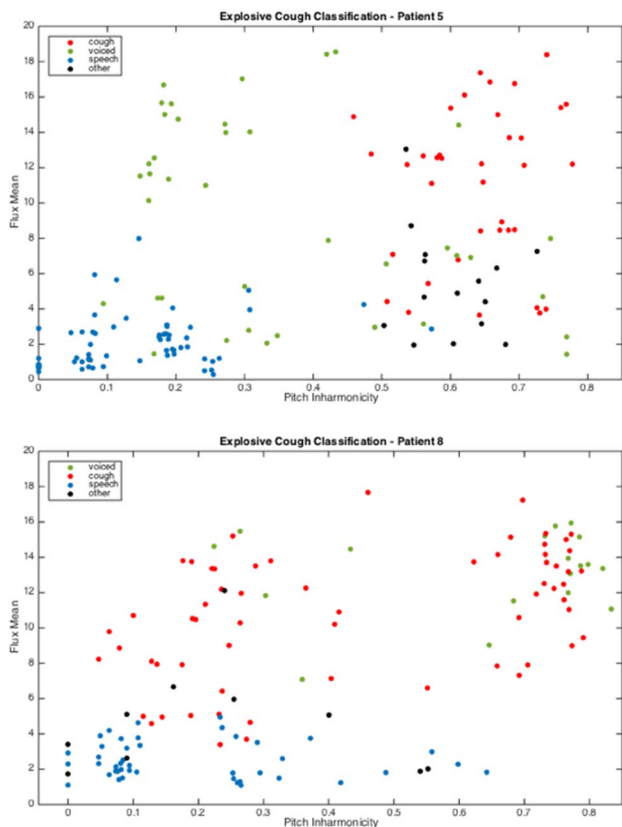 Explosive Cough Classification - Patient 5
cough
voiced
speech
other
20
18
16
14
12
10
8
6
4
2
0
Flux Mean
0 0.1 0.2 0.3 0.4 0.5 0.6 0.7 0.8
Pitch Inharmonicity
Explosive Cough Classification - Patient 8
voiced
cough
speech
other
20
18
16
14
12
10
8
6
4
2
0
Flux Mean
0 0.1 0.2 0.3 0.4 0.5 0.6 0.7 0.8
Pitch Inharmonicity